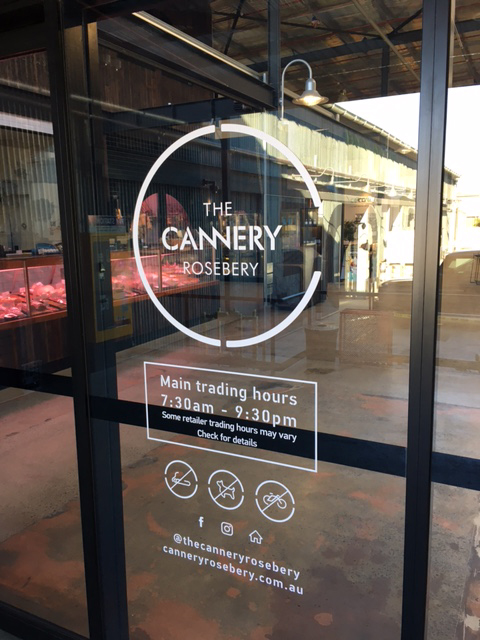 THE
CANNERY
ROSEBERY
Main trading hours
7:30am - 9:30pm
Some retailer trading hours may vary
Check for details
f
@thecanneryrosebery
canneryrosebery.com.au